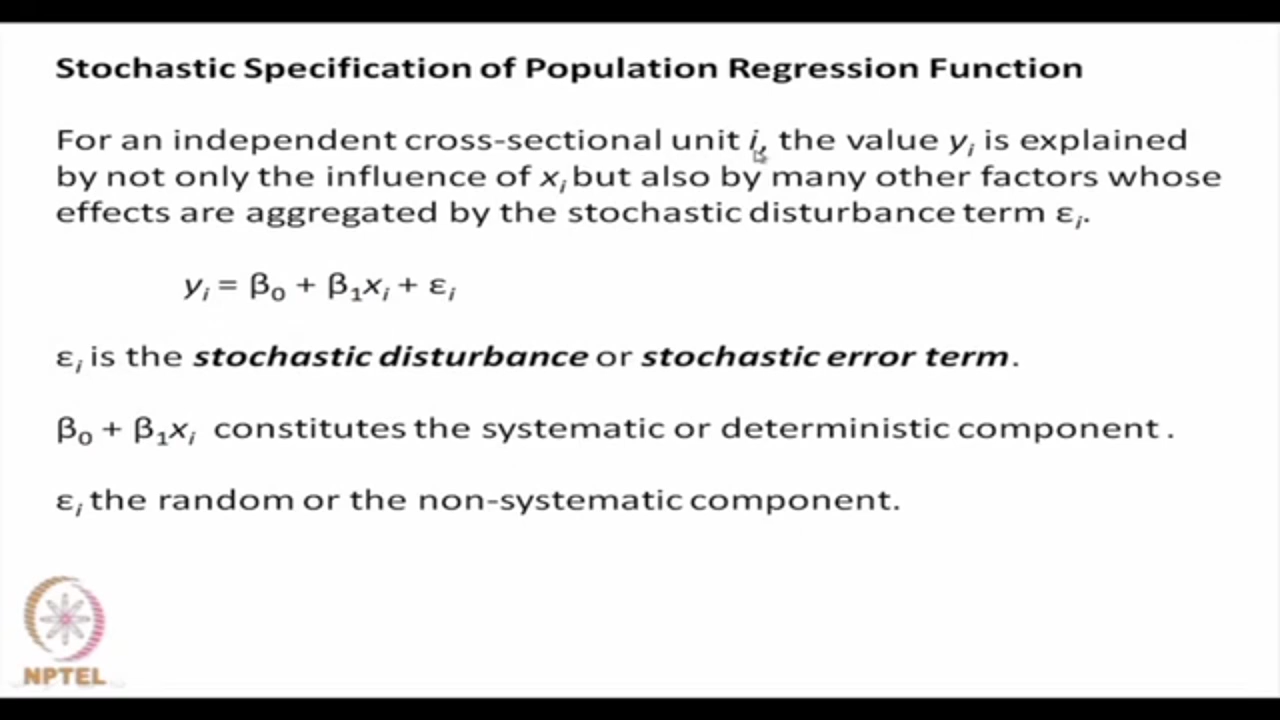 Stochastic Specification of Population Regression Function
For an independent cross-sectional unit i, the value yᵢ is explained
by not only the influence of xᵢ but also by many other factors whose
effects are aggregated by the stochastic disturbance term εᵢ.
yᵢ = β₀ + β₁xᵢ + εᵢ
εᵢ is the stochastic disturbance or stochastic error term.
β₀ + β₁xᵢ constitutes the systematic or deterministic component .
εᵢ the random or the non-systematic component.
NPTEL